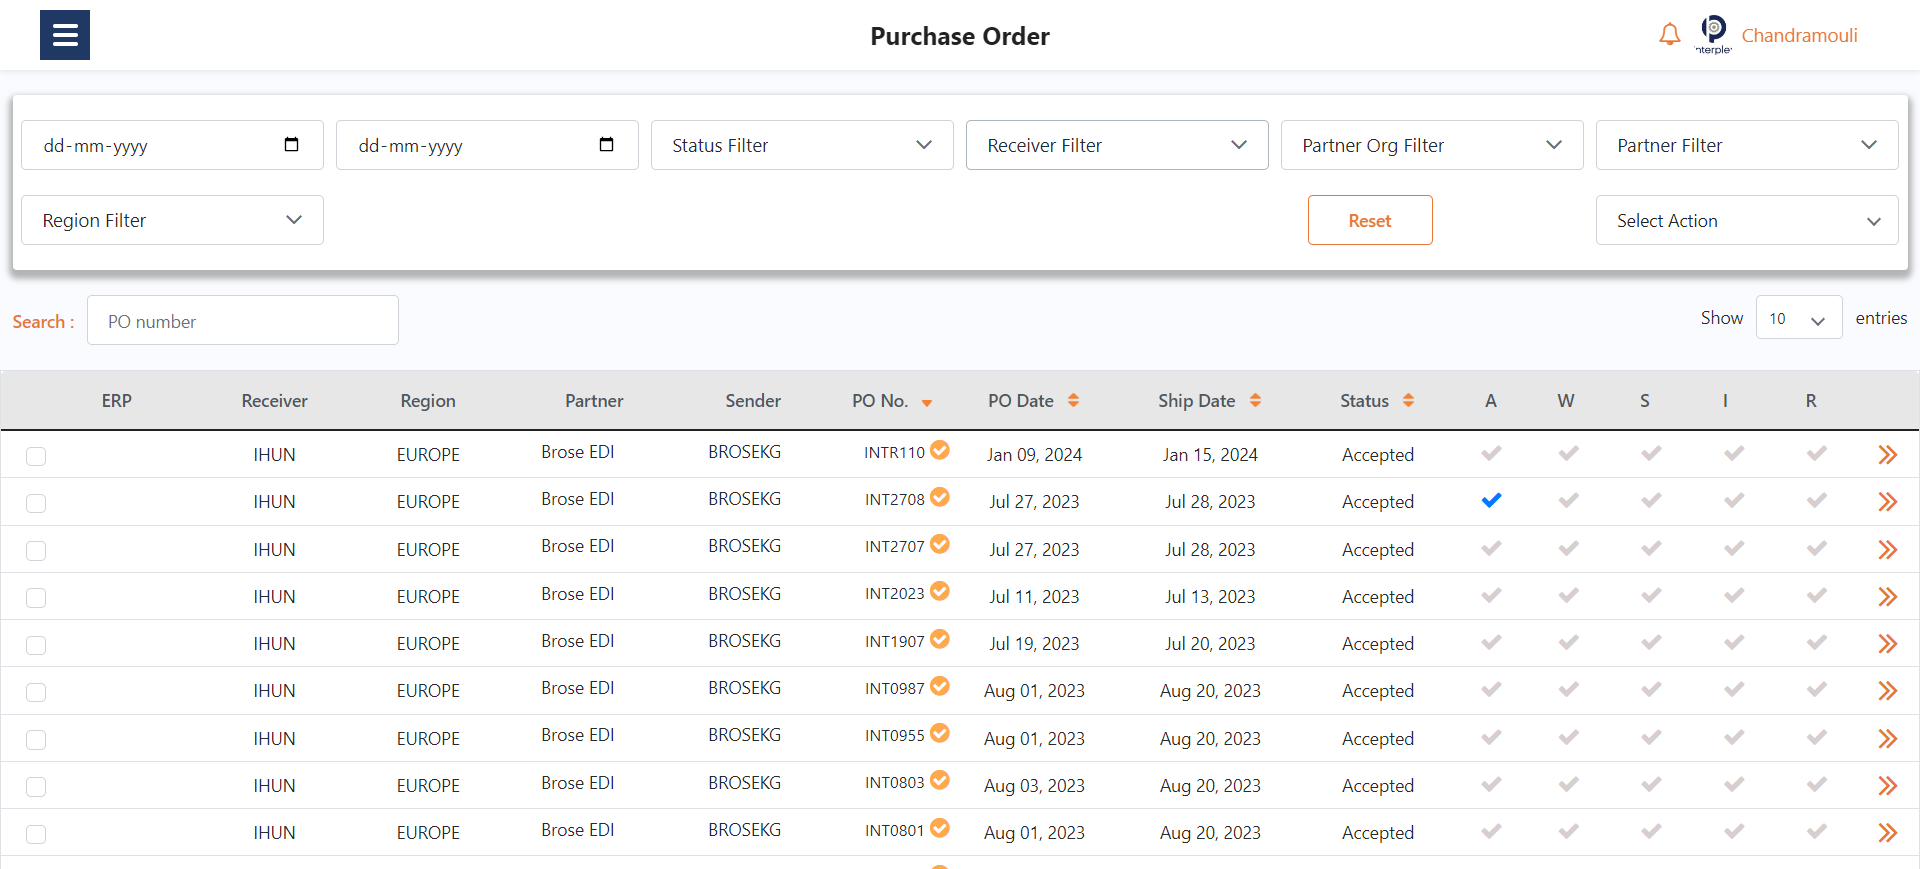 Purchase Order
nterple
Chandramouli
dd-mm-yyyy dd-mm-yyyy Status Filter Receiver Filter Partner Org Filter Partner Filter
Region Filter Reset Select Action
Search : PO number Show 10 entries
ERP Receiver Region Partner Sender PO No. PO Date Ship Date Status A W S I R
IHUN EUROPE Brose EDI BROSEKG INTR110 Jan 09, 2024 Jan 15, 2024 Accepted
IHUN EUROPE Brose EDI BROSEKG INT2708 Jul 27, 2023 Jul 28, 2023 Accepted
IHUN EUROPE Brose EDI BROSEKG INT2707 Jul 27, 2023 Jul 28, 2023 Accepted
IHUN EUROPE Brose EDI BROSEKG INT2023 Jul 11, 2023 Jul 13, 2023 Accepted
IHUN EUROPE Brose EDI BROSEKG INT1907 Jul 19, 2023 Jul 20, 2023 Accepted
IHUN EUROPE Brose EDI BROSEKG INT0987 Aug 01, 2023 Aug 20, 2023 Accepted
IHUN EUROPE Brose EDI BROSEKG INT0955 Aug 01, 2023 Aug 20, 2023 Accepted
IHUN EUROPE Brose EDI BROSEKG INT0803 Aug 03, 2023 Aug 20, 2023 Accepted
IHUN EUROPE Brose EDI BROSEKG INT0801 Aug 01, 2023 Aug 20, 2023 Accepted